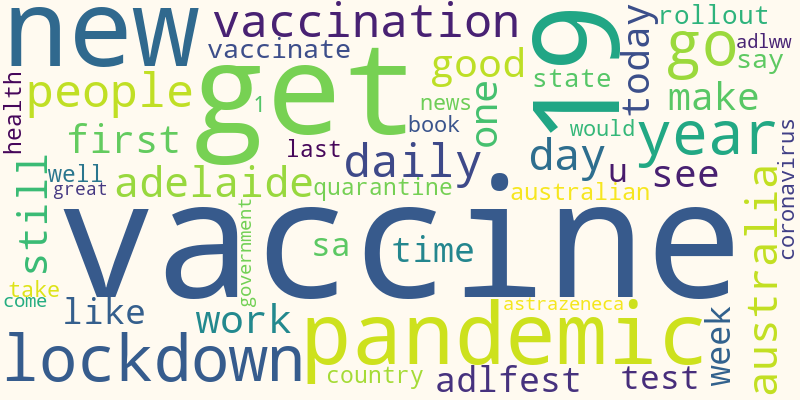 new
vaccination
19
today
rollout
vaccinate
go
adlww
say
health
people
get
good
state
1
news
one
make
first
book
would
year
last
daily
day
u
see
still
well
great
adelaide
quarantine
australian
australia
coronavirus
vaccine
government
sa
time
take
come
like
work
astrazeneca
pandemic
week
lockdown
country
adlfest
test